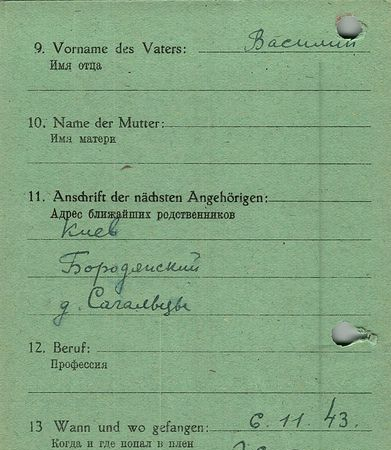 9. Vorname des Vaters: Василий
Имя отца
10. Name der Mutter:
Имя матери
11. Anschrift der nächsten Angehörigen:
Адрес ближайших родственников
Киев
Бородянский
д.
12. Beruf:
Профессия
13 Wann und wo gefangen: 6. 11. 43.
Когда и где попал в плен